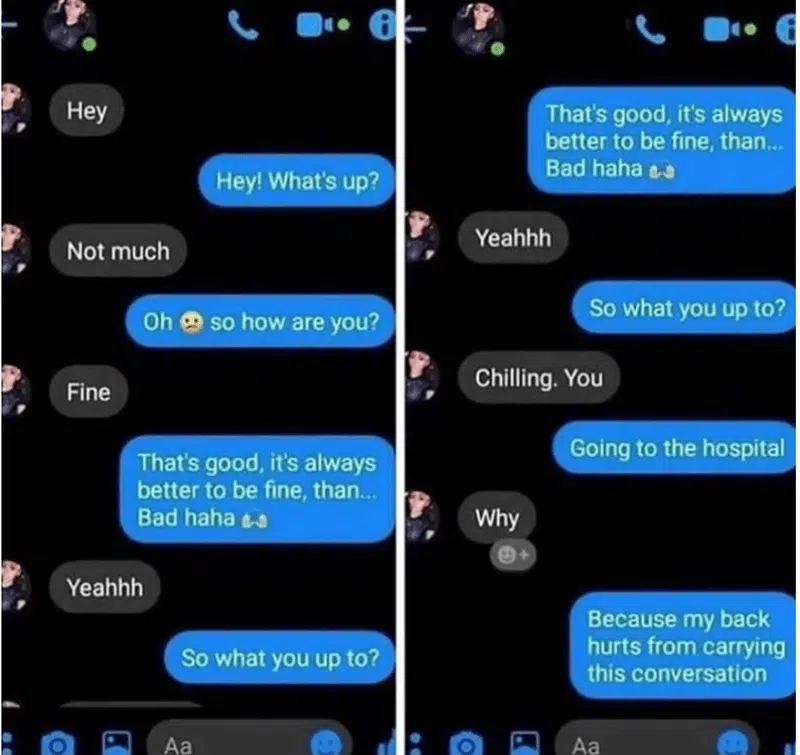 Hey
Hey! What's up?
Not much
Oh 😕 so how are you?
Fine
That's good, it's always
better to be fine, than...
Bad haha 🙌
Yeahhh
So what you up to?
Aa
That's good, it's always
better to be fine, than...
Bad haha 🙌
Yeahhh
So what you up to?
Chilling. You
Going to the hospital
Why
Because my back
hurts from carrying
this conversation
Aa